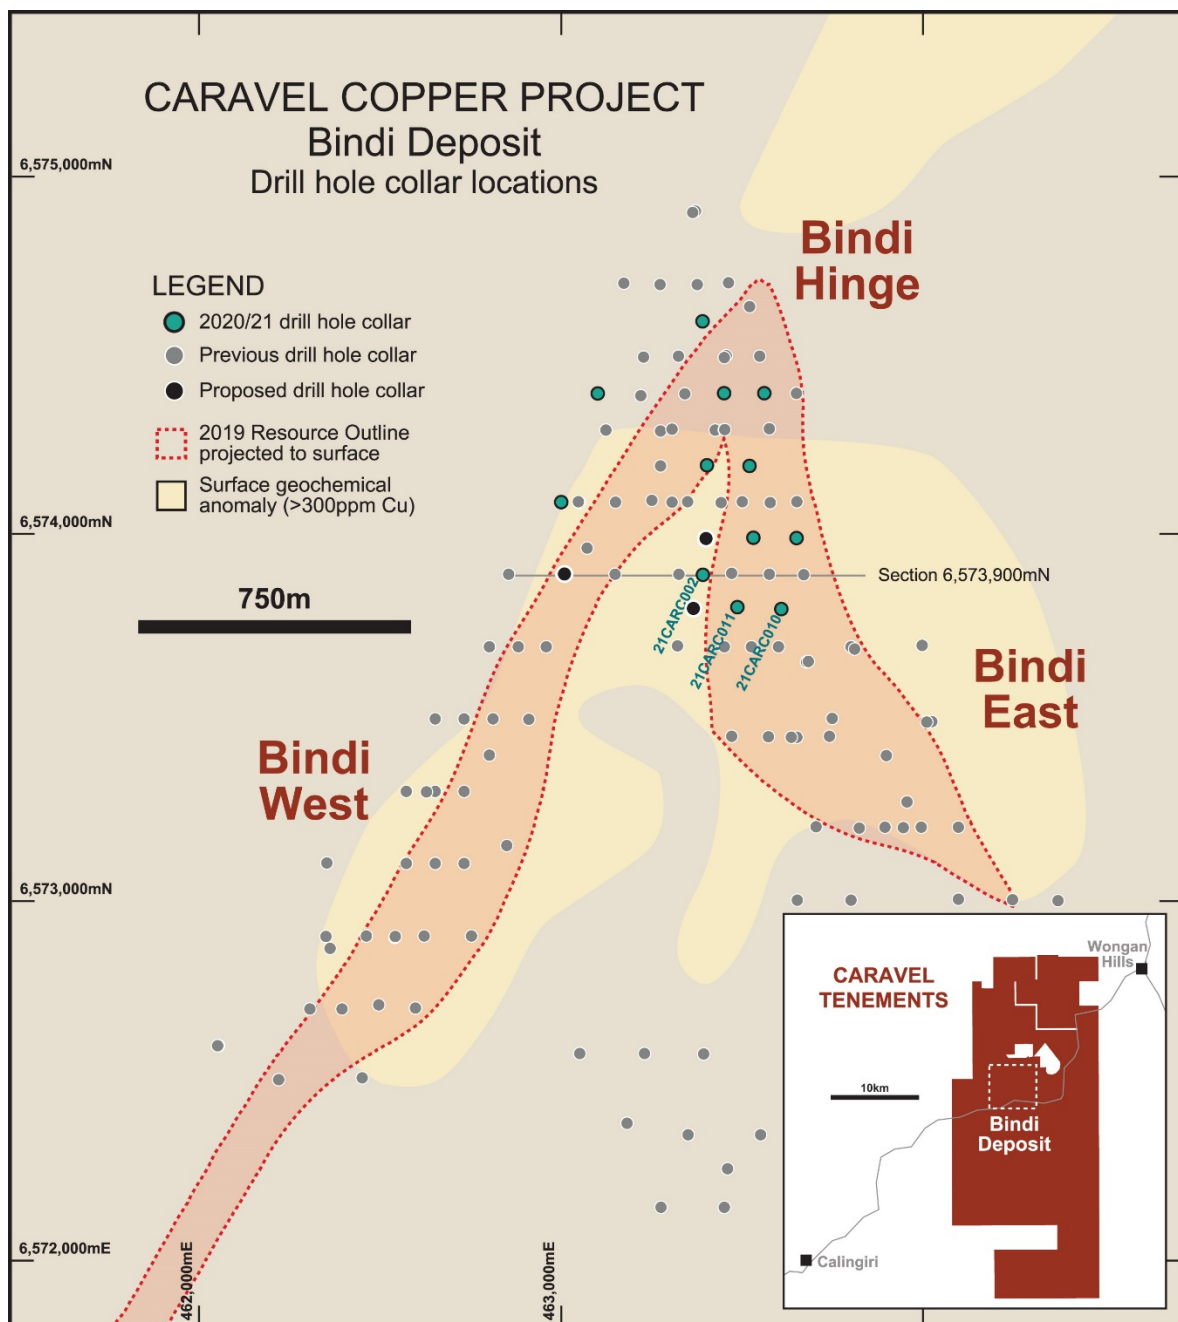 CARAVEL COPPER PROJECT
Bindi Deposit
Drill hole collar locations
6,575,000mN
Bindi
Hinge
LEGEND
2020/21 drill hole collar
Previous drill hole collar
Proposed drill hole collar
2019 Resource Outline
projected to surface
Surface geochemical
anomaly (>300ppm Cu)
6,574,000mN
Section 6,573,900mN
750m
21CARC002
21CARC011
21CARC010
Bindi
East
Bindi
West
6,573,000mN
CARAVEL
TENEMENTS
Wongan
Hills
10km
Bindi
Deposit
Calingiri
6,572,000mE
462,000mE
463,000mE